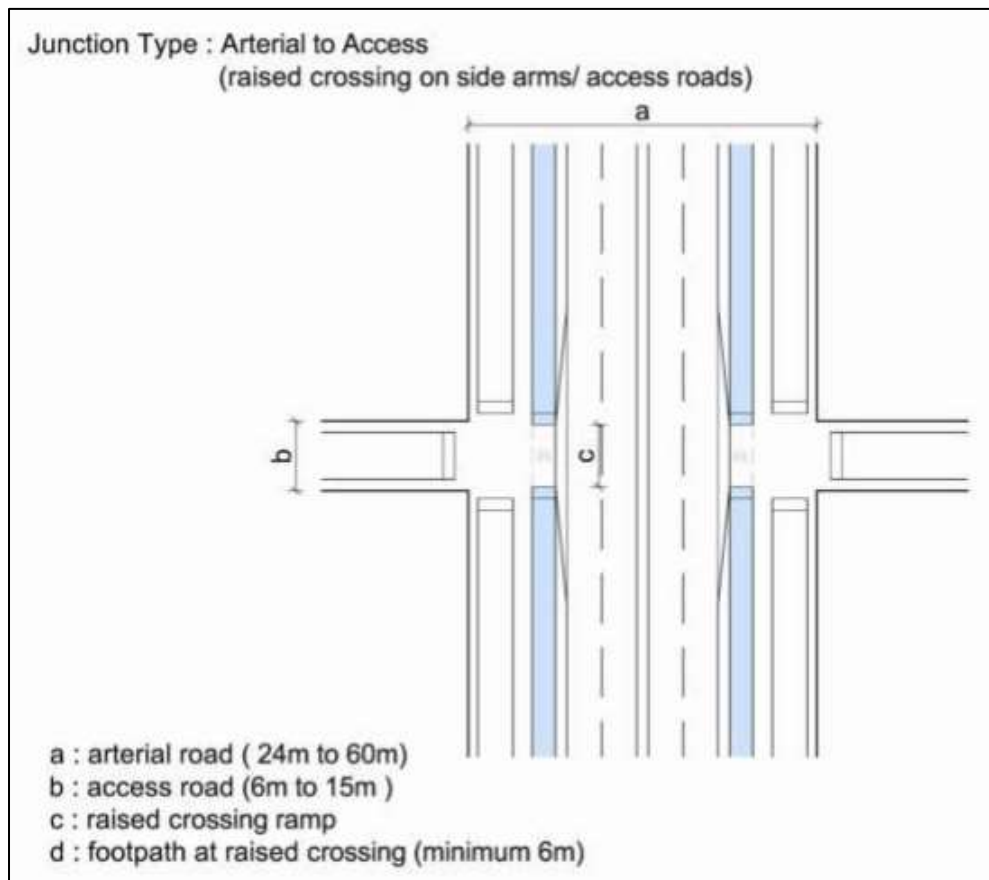 Junction Type : Arterial to Access
(raised crossing on side arms/ access roads)
a
b
c
a : arterial road ( 24m to 60m)
b : access road (6m to 15m )
c : raised crossing ramp
d : footpath at raised crossing (minimum 6m)